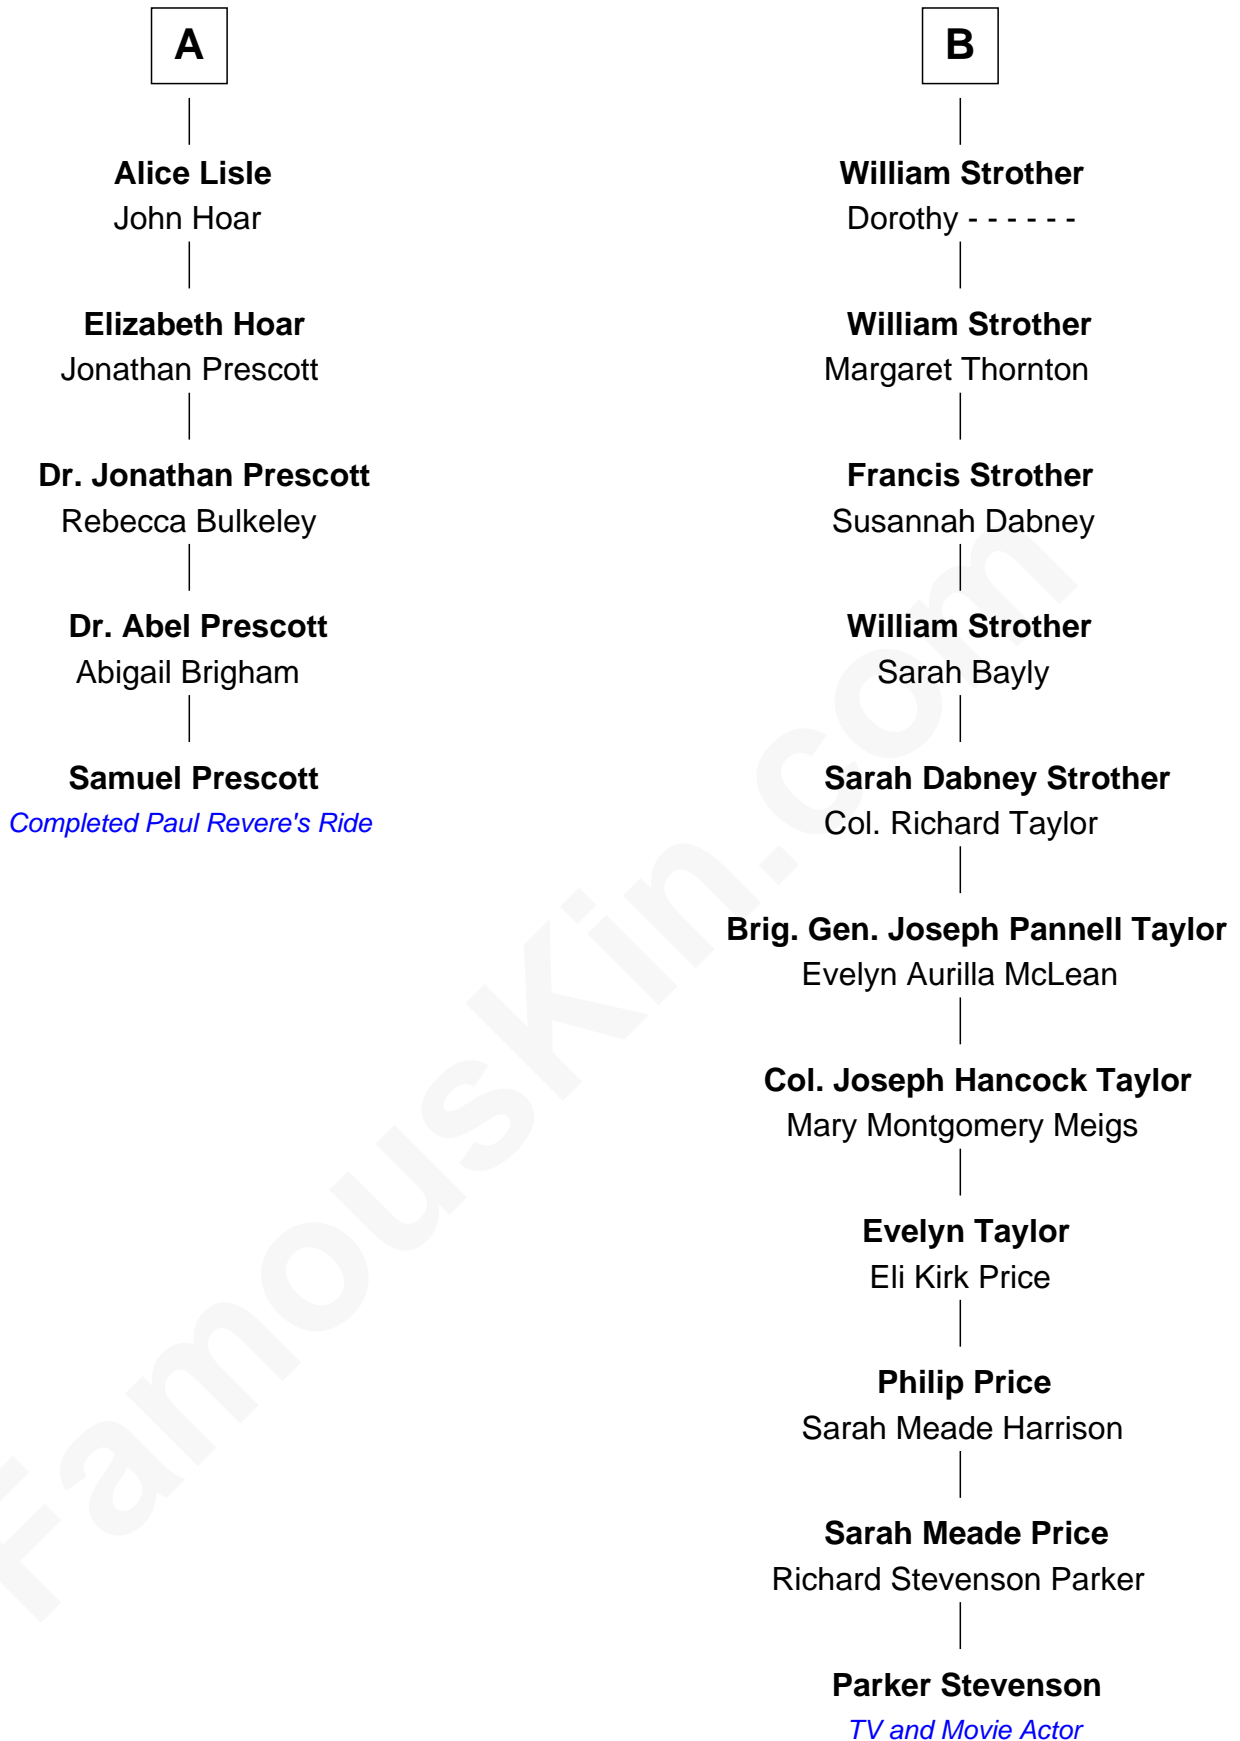 A
Alice Lisle
John Hoar
Elizabeth Hoar
Jonathan Prescott
Dr. Jonathan Prescott
Rebecca Bulkeley
Dr. Abel Prescott
Abigail Brigham
Samuel Prescott
Completed Paul Revere's Ride
B
William Strother
Dorothy - - - - - -
William Strother
Margaret Thornton
Francis Strother
Susannah Dabney
William Strother
Sarah Bayly
Sarah Dabney Strother
Col. Richard Taylor
Brig. Gen. Joseph Pannell Taylor
Evelyn Aurilla McLean
Col. Joseph Hancock Taylor
Mary Montgomery Meigs
Evelyn Taylor
Eli Kirk Price
Philip Price
Sarah Meade Harrison
Sarah Meade Price
Richard Stevenson Parker
Parker Stevenson
TV and Movie Actor
FamousKin.com